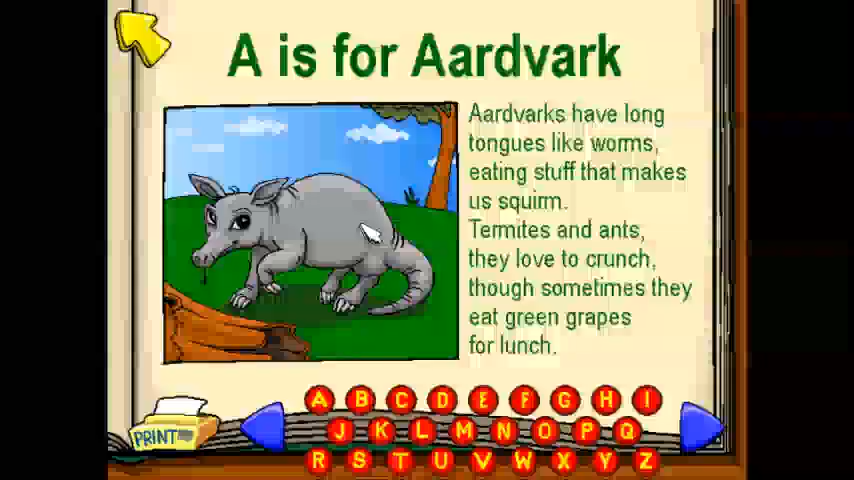 A is for Aardvark
Aardvarks have long
tongues like worms,
eating stuff that makes
us squirm.
Termites and ants,
they love to crunch,
though sometimes they
eat green grapes
for lunch.
PRINT
A B C D E F G H I
J K L M N O P Q
R S T U V W X Y Z